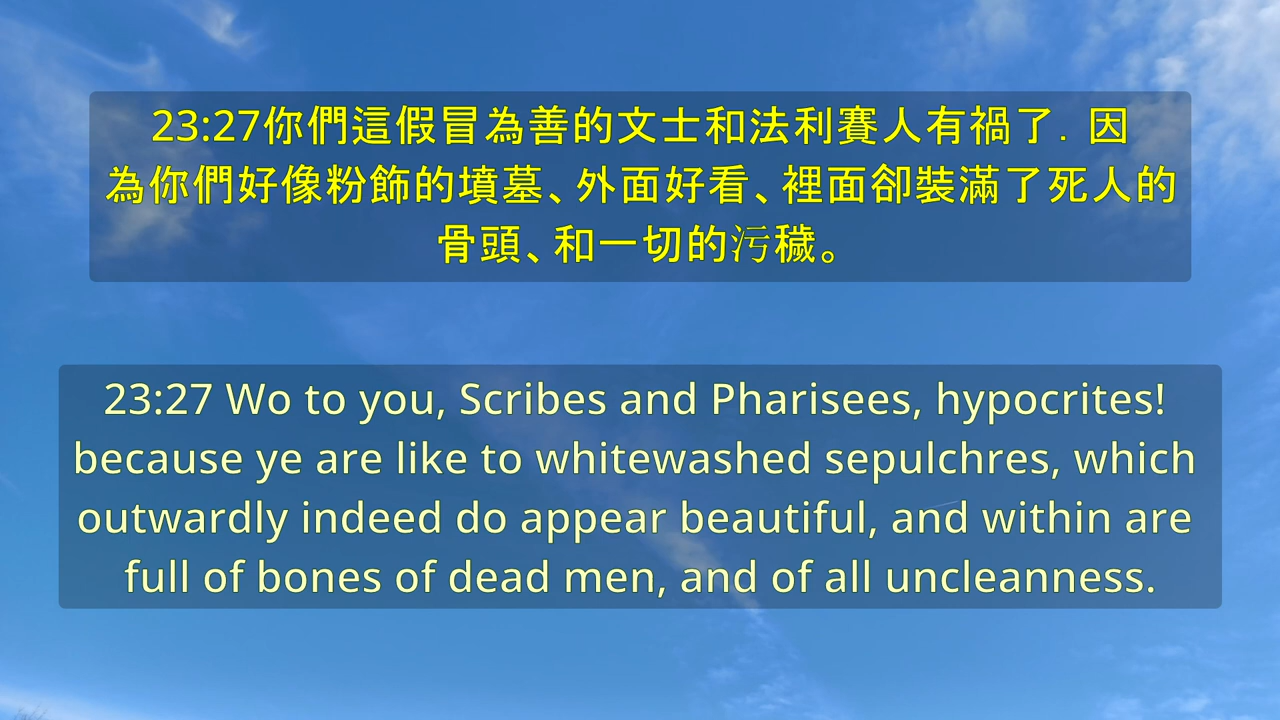 23:27你們這假冒為善的文士和法利賽人有禍了．因
為你們好像粉飾的墳墓、外面好看、裡面卻裝滿了死人的
骨頭、和一切的污穢。
23:27 Wo to you, Scribes and Pharisees, hypocrites!
because ye are like to whitewashed sepulchres, which
outwardly indeed do appear beautiful, and within are
full of bones of dead men, and of all uncleanness.